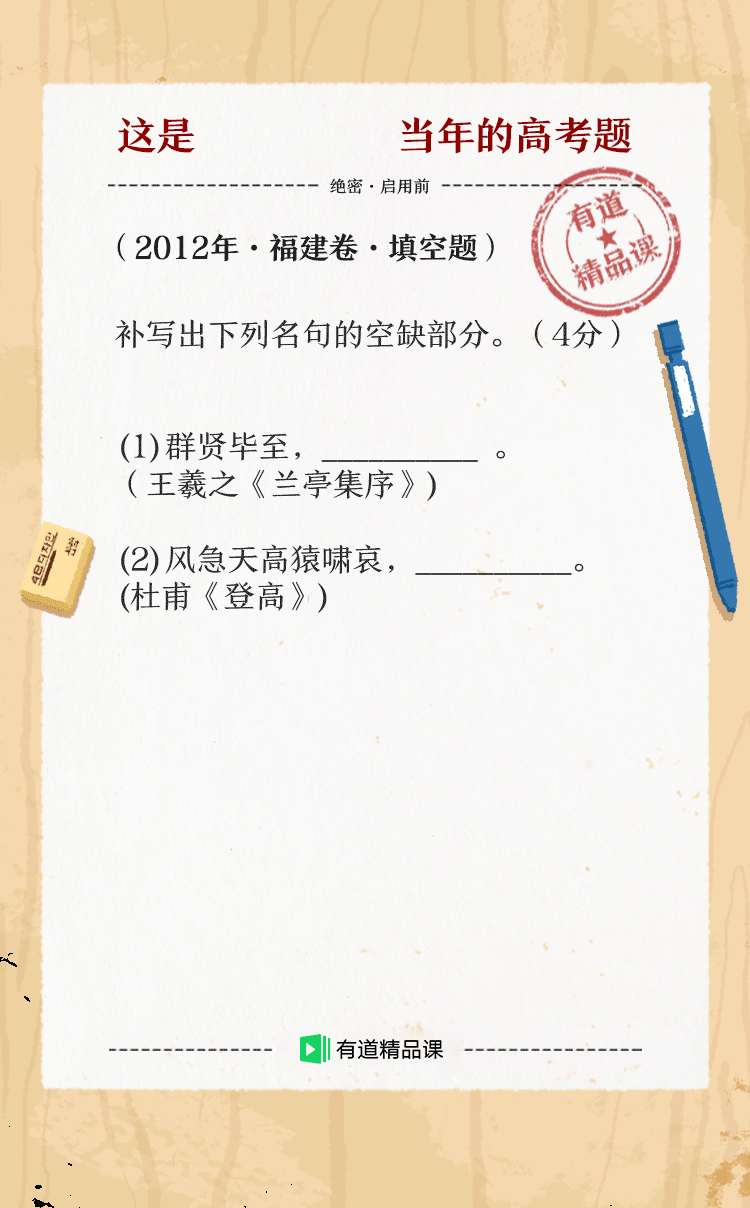 这是 当年的高考题
绝密·启用前
(2012年·福建卷·填空题)
有道
精品课
补写出下列名句的空缺部分。(4分)
(1)群贤毕至,__________ 。
(王羲之《兰亭集序》)
(2)风急天高猿啸哀,__________。
(杜甫《登高》)
有道精品课